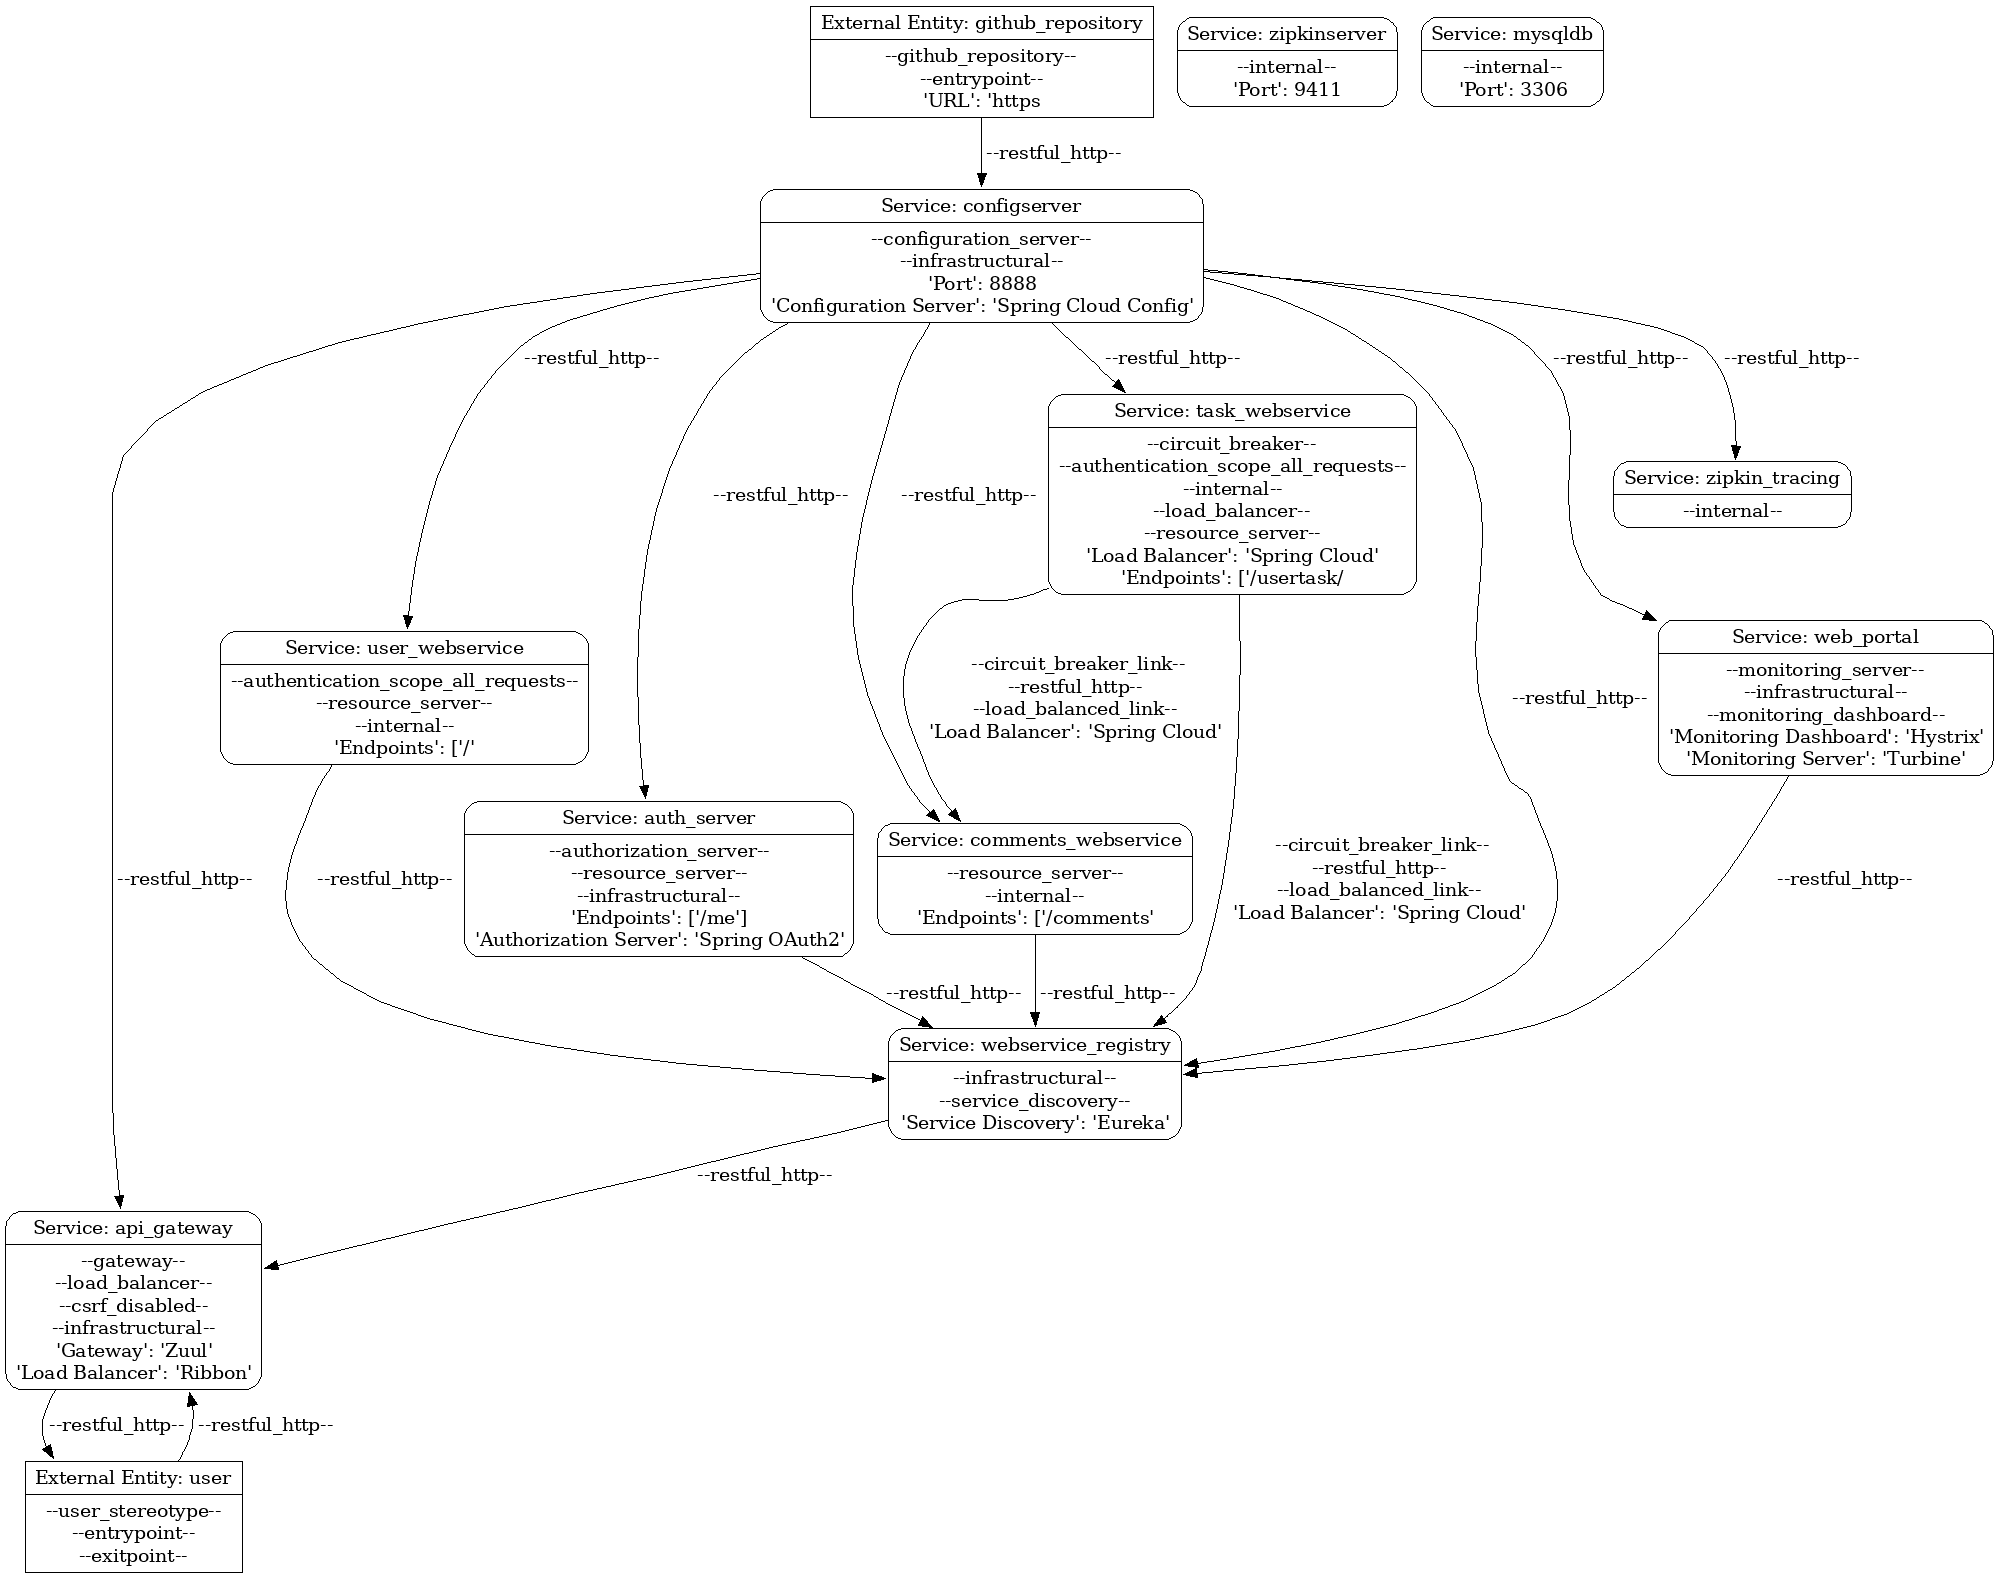 External Entity: github_repository
--github_repository--
--entrypoint--
'URL': 'https
Service: zipkinserver
--internal--
'Port': 9411
Service: mysqldb
--internal--
'Port': 3306
--restful_http--
Service: configserver
--configuration_server--
--infrastructural--
'Port': 8888
'Configuration Server': 'Spring Cloud Config'
--restful_http--
--restful_http--
--restful_http--
--restful_http--
Service: task_webservice
--circuit_breaker--
--authentication_scope_all_requests--
--internal--
--load_balancer--
--resource_server--
'Load Balancer': 'Spring Cloud'
'Endpoints': ['/usertask/
Service: zipkin_tracing
--internal--
--restful_http--
--restful_http--
Service: user_webservice
--authentication_scope_all_requests--
--resource_server--
--internal--
'Endpoints': ['/'
--circuit_breaker_link--
--restful_http--
--load_balanced_link--
'Load Balancer': 'Spring Cloud'
--restful_http--
Service: web_portal
--monitoring_server--
--infrastructural--
--monitoring_dashboard--
'Monitoring Dashboard': 'Hystrix'
'Monitoring Server': 'Turbine'
--restful_http--
--restful_http--
Service: auth_server
--authorization_server--
--resource_server--
--infrastructural--
'Endpoints': ['/me']
'Authorization Server': 'Spring OAuth2'
Service: comments_webservice
--resource_server--
--internal--
'Endpoints': ['/comments'
--circuit_breaker_link--
--restful_http--
--load_balanced_link--
'Load Balancer': 'Spring Cloud'
--restful_http--
--restful_http--
--restful_http--
Service: webservice_registry
--infrastructural--
--service_discovery--
'Service Discovery': 'Eureka'
--restful_http--
Service: api_gateway
--gateway--
--load_balancer--
--csrf_disabled--
--infrastructural--
'Gateway': 'Zuul'
'Load Balancer': 'Ribbon'
--restful_http--
--restful_http--
External Entity: user
--user_stereotype--
--entrypoint--
--exitpoint--